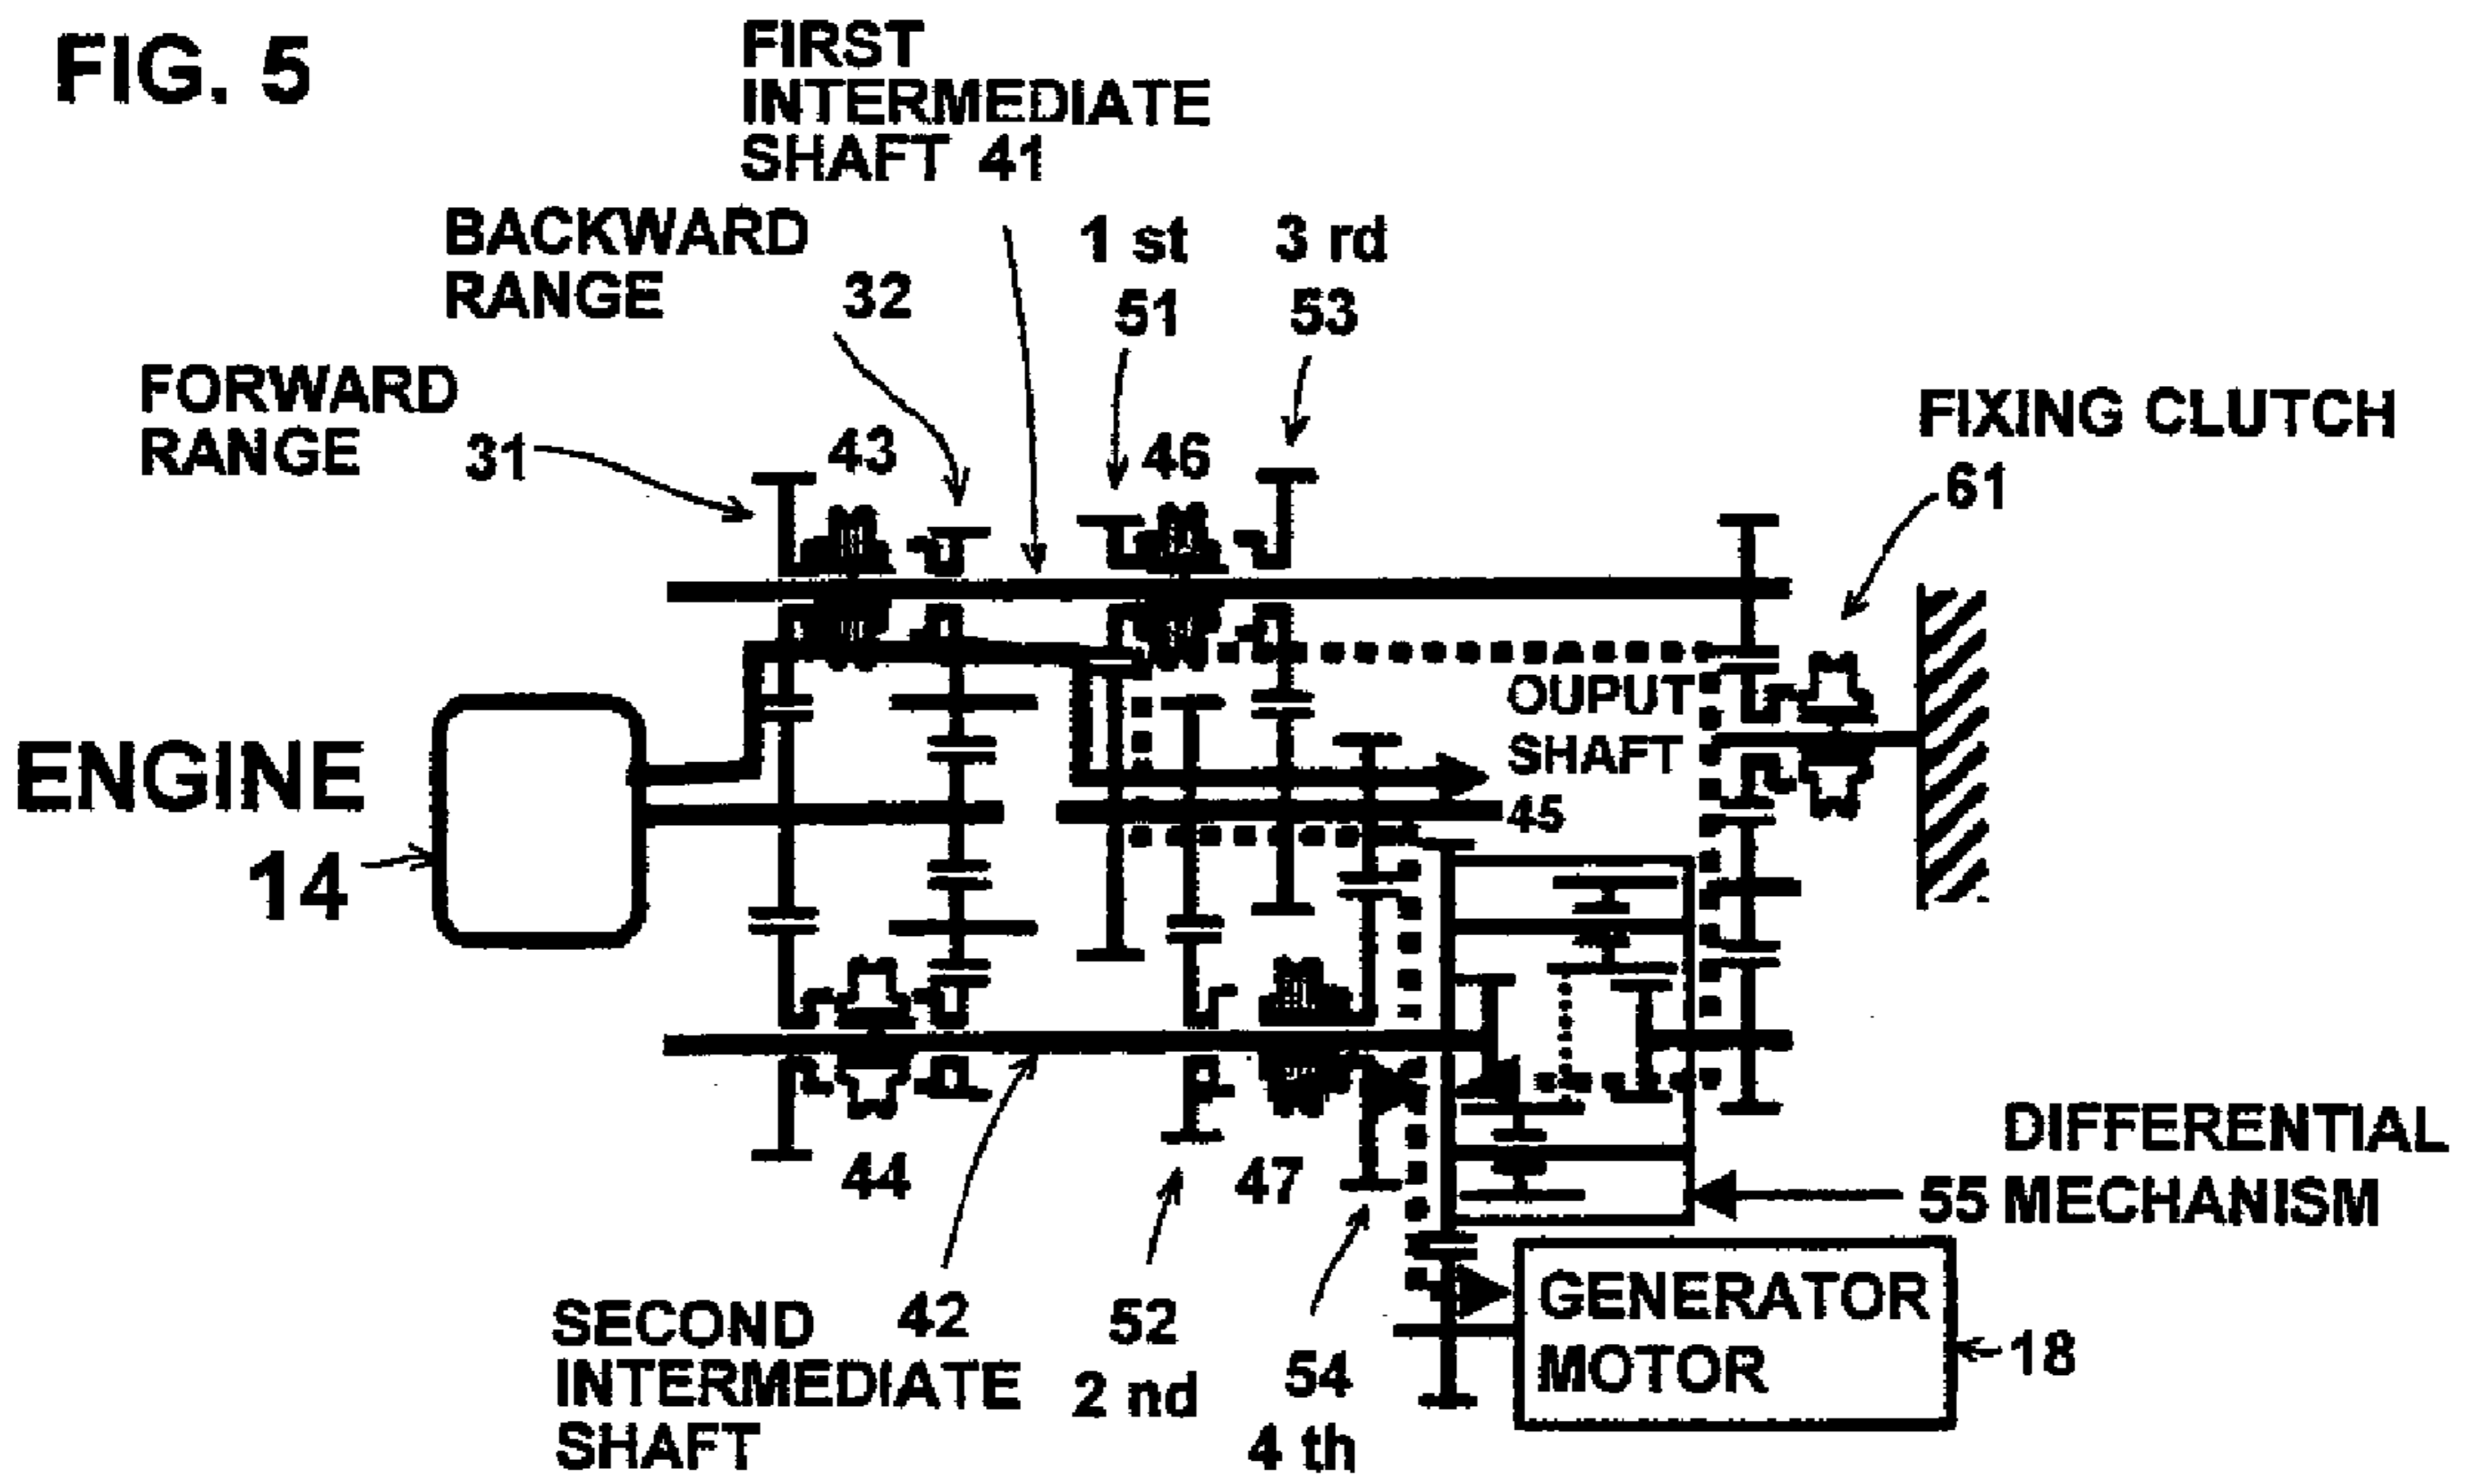 FIG. 5
FIRST
INTERMEDIATE
SHAFT 41
BACKWARD
RANGE 32
1 st
51
3 rd
53
FORWARD
RANGE 31
43
46
FIXING CLUTCH
61
OUPUT
SHAFT
45
ENGINE
14
44
47
DIFFERENTIAL
55 MECHANISM
SECOND
INTERMEDIATE
SHAFT
42
52
2 nd
54
4 th
GENERATOR
MOTOR
18